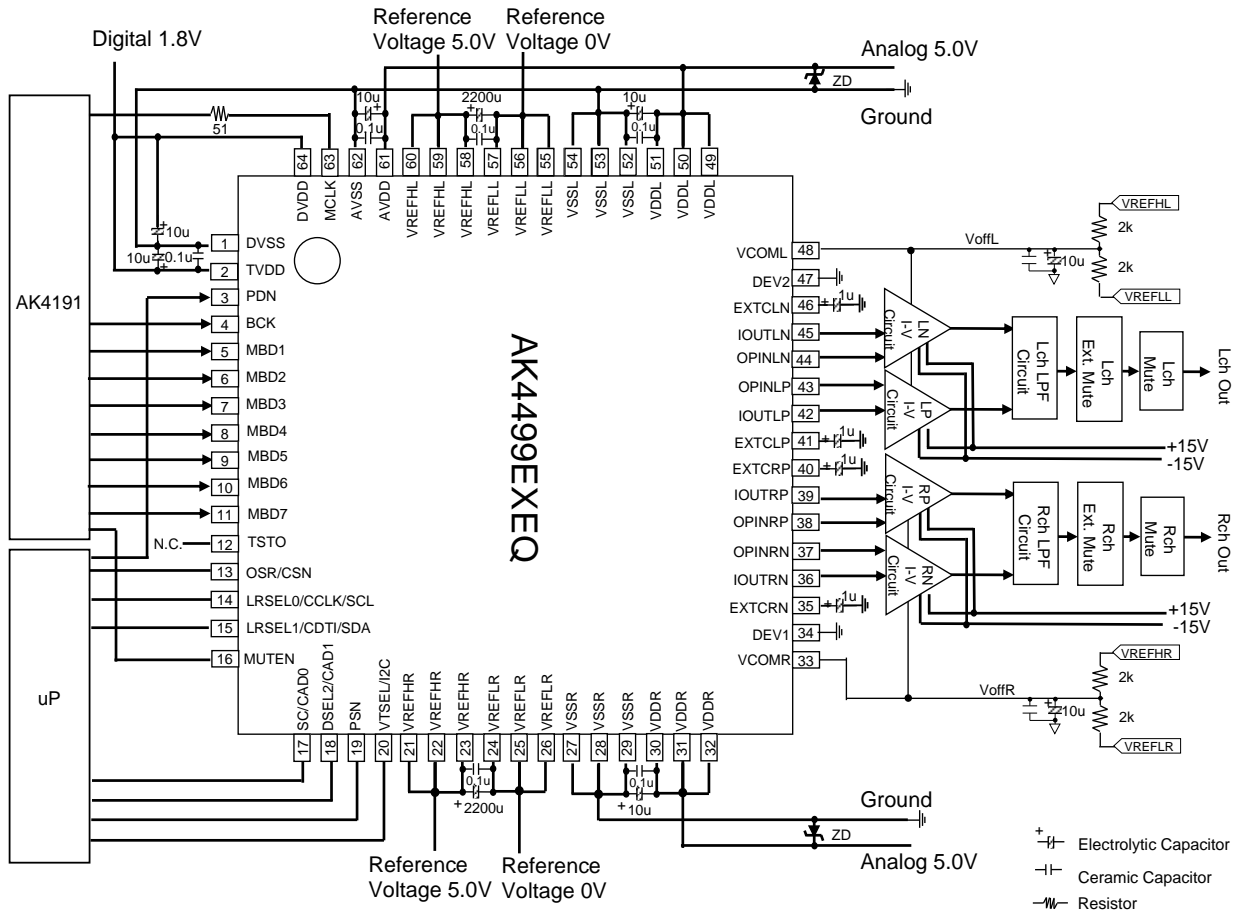 Reference
Voltage 5.0V
Reference
Voltage 0V
Digital 1.8V
Analog 5.0V
ZD
Ground
51
10u
0.1u
+
2200u
0.1u
+
10u
0.1u
+
64
63
62
61
60
59
58
57
56
55
54
53
52
51
50
49
DVDD
MCLK
AVSS
AVDD
VREFHL
VREFHL
VREFHL
VREFLL
VREFLL
VREFLL
VSSL
VSSL
VSSL
VDDL
VDDL
VDDL
AK4191
uP
+
10u
10u
0.1u
+
1 DVSS
2 TVDD
3 PDN
4 BCK
5 MBD1
6 MBD2
7 MBD3
8 MBD4
9 MBD5
10 MBD6
11 MBD7
N.C. 12 TSTO
13 OSR/CSN
14 LRSEL0/CCLK/SCL
15 LRSEL1/CDTI/SDA
16 MUTEN
AK4499EXEQ
VCOML 48
DEV2 47
EXTCLN 46 + 1u
IOUTLN 45
OPINLN 44
OPINLP 43
IOUTLP 42
EXTCLP 41 + 1u
EXTCRP 40 + 1u
IOUTRP 39
OPINRP 38
OPINRN 37
IOUTRN 36
EXTCRN 35 + 1u
DEV1 34
VCOMR 33
VoffL
+
10u
VREFHL
2k
2k
VREFLL
LN
I-V
Circuit
LP
I-V
Circuit
Lch LPF
Circuit
Lch
Ext. Mute
Lch
Mute
Lch Out
+15V
-15V
RP
I-V
Circuit
RN
I-V
Circuit
Rch LPF
Circuit
Rch
Ext. Mute
Rch
Mute
Rch Out
+15V
-15V
VoffR
+
10u
VREFHR
2k
2k
VREFLR
SC/CAD0
DSEL2/CAD1
PSN
VTSEL/I2C
VREFHR
VREFHR
VREFHR
VREFLR
VREFLR
VREFLR
VSSR
VSSR
VSSR
VDDR
VDDR
VDDR
17
18
19
20
21
22
23
24
25
26
27
28
29
30
31
32
0.1u
+
2200u
0.1u
+
10u
Ground
ZD
Analog 5.0V
Reference
Voltage 5.0V
Reference
Voltage 0V
+
Electrolytic Capacitor
Ceramic Capacitor
Resistor